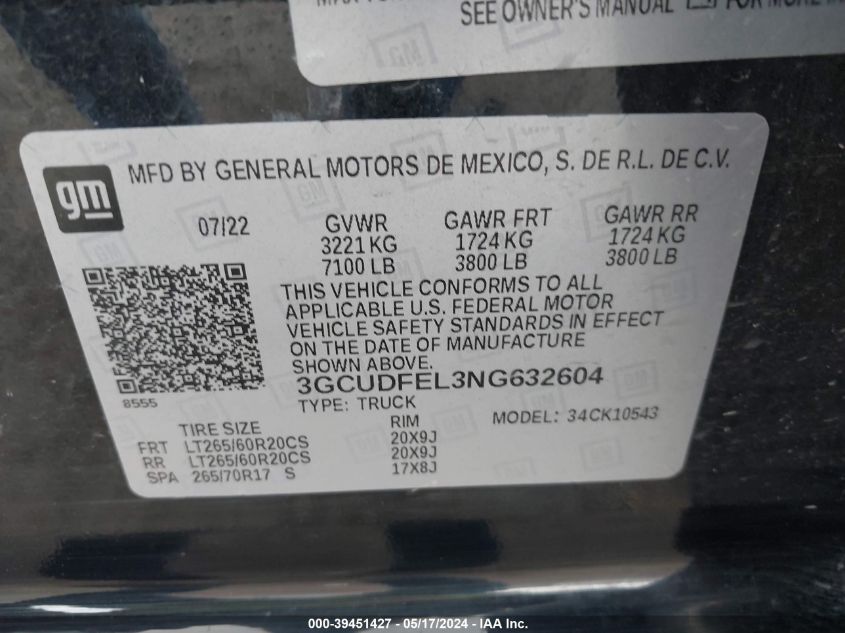 SEE OWNER'S MANUAL FOR MORE
gm
MFD BY GENERAL MOTORS DE MEXICO, S. DE R.L. DE C.V.
07/22 GVWR GAWR FRT GAWR RR
3221 KG 1724 KG 1724 KG
7100 LB 3800 LB 3800 LB
THIS VEHICLE CONFORMS TO ALL
APPLICABLE U.S. FEDERAL MOTOR
VEHICLE SAFETY STANDARDS IN EFFECT
ON THE DATE OF MANUFACTURE
SHOWN ABOVE.
8555
3GCUDFEL3NG632604
TYPE: TRUCK MODEL: 34CK10543
TIRE SIZE RIM
FRT LT265/60R20CS 20X9J
RR LT265/60R20CS 20X9J
SPA 265/70R17 S 17X8J
000-39451427 - 05/17/2024 - IAA Inc.